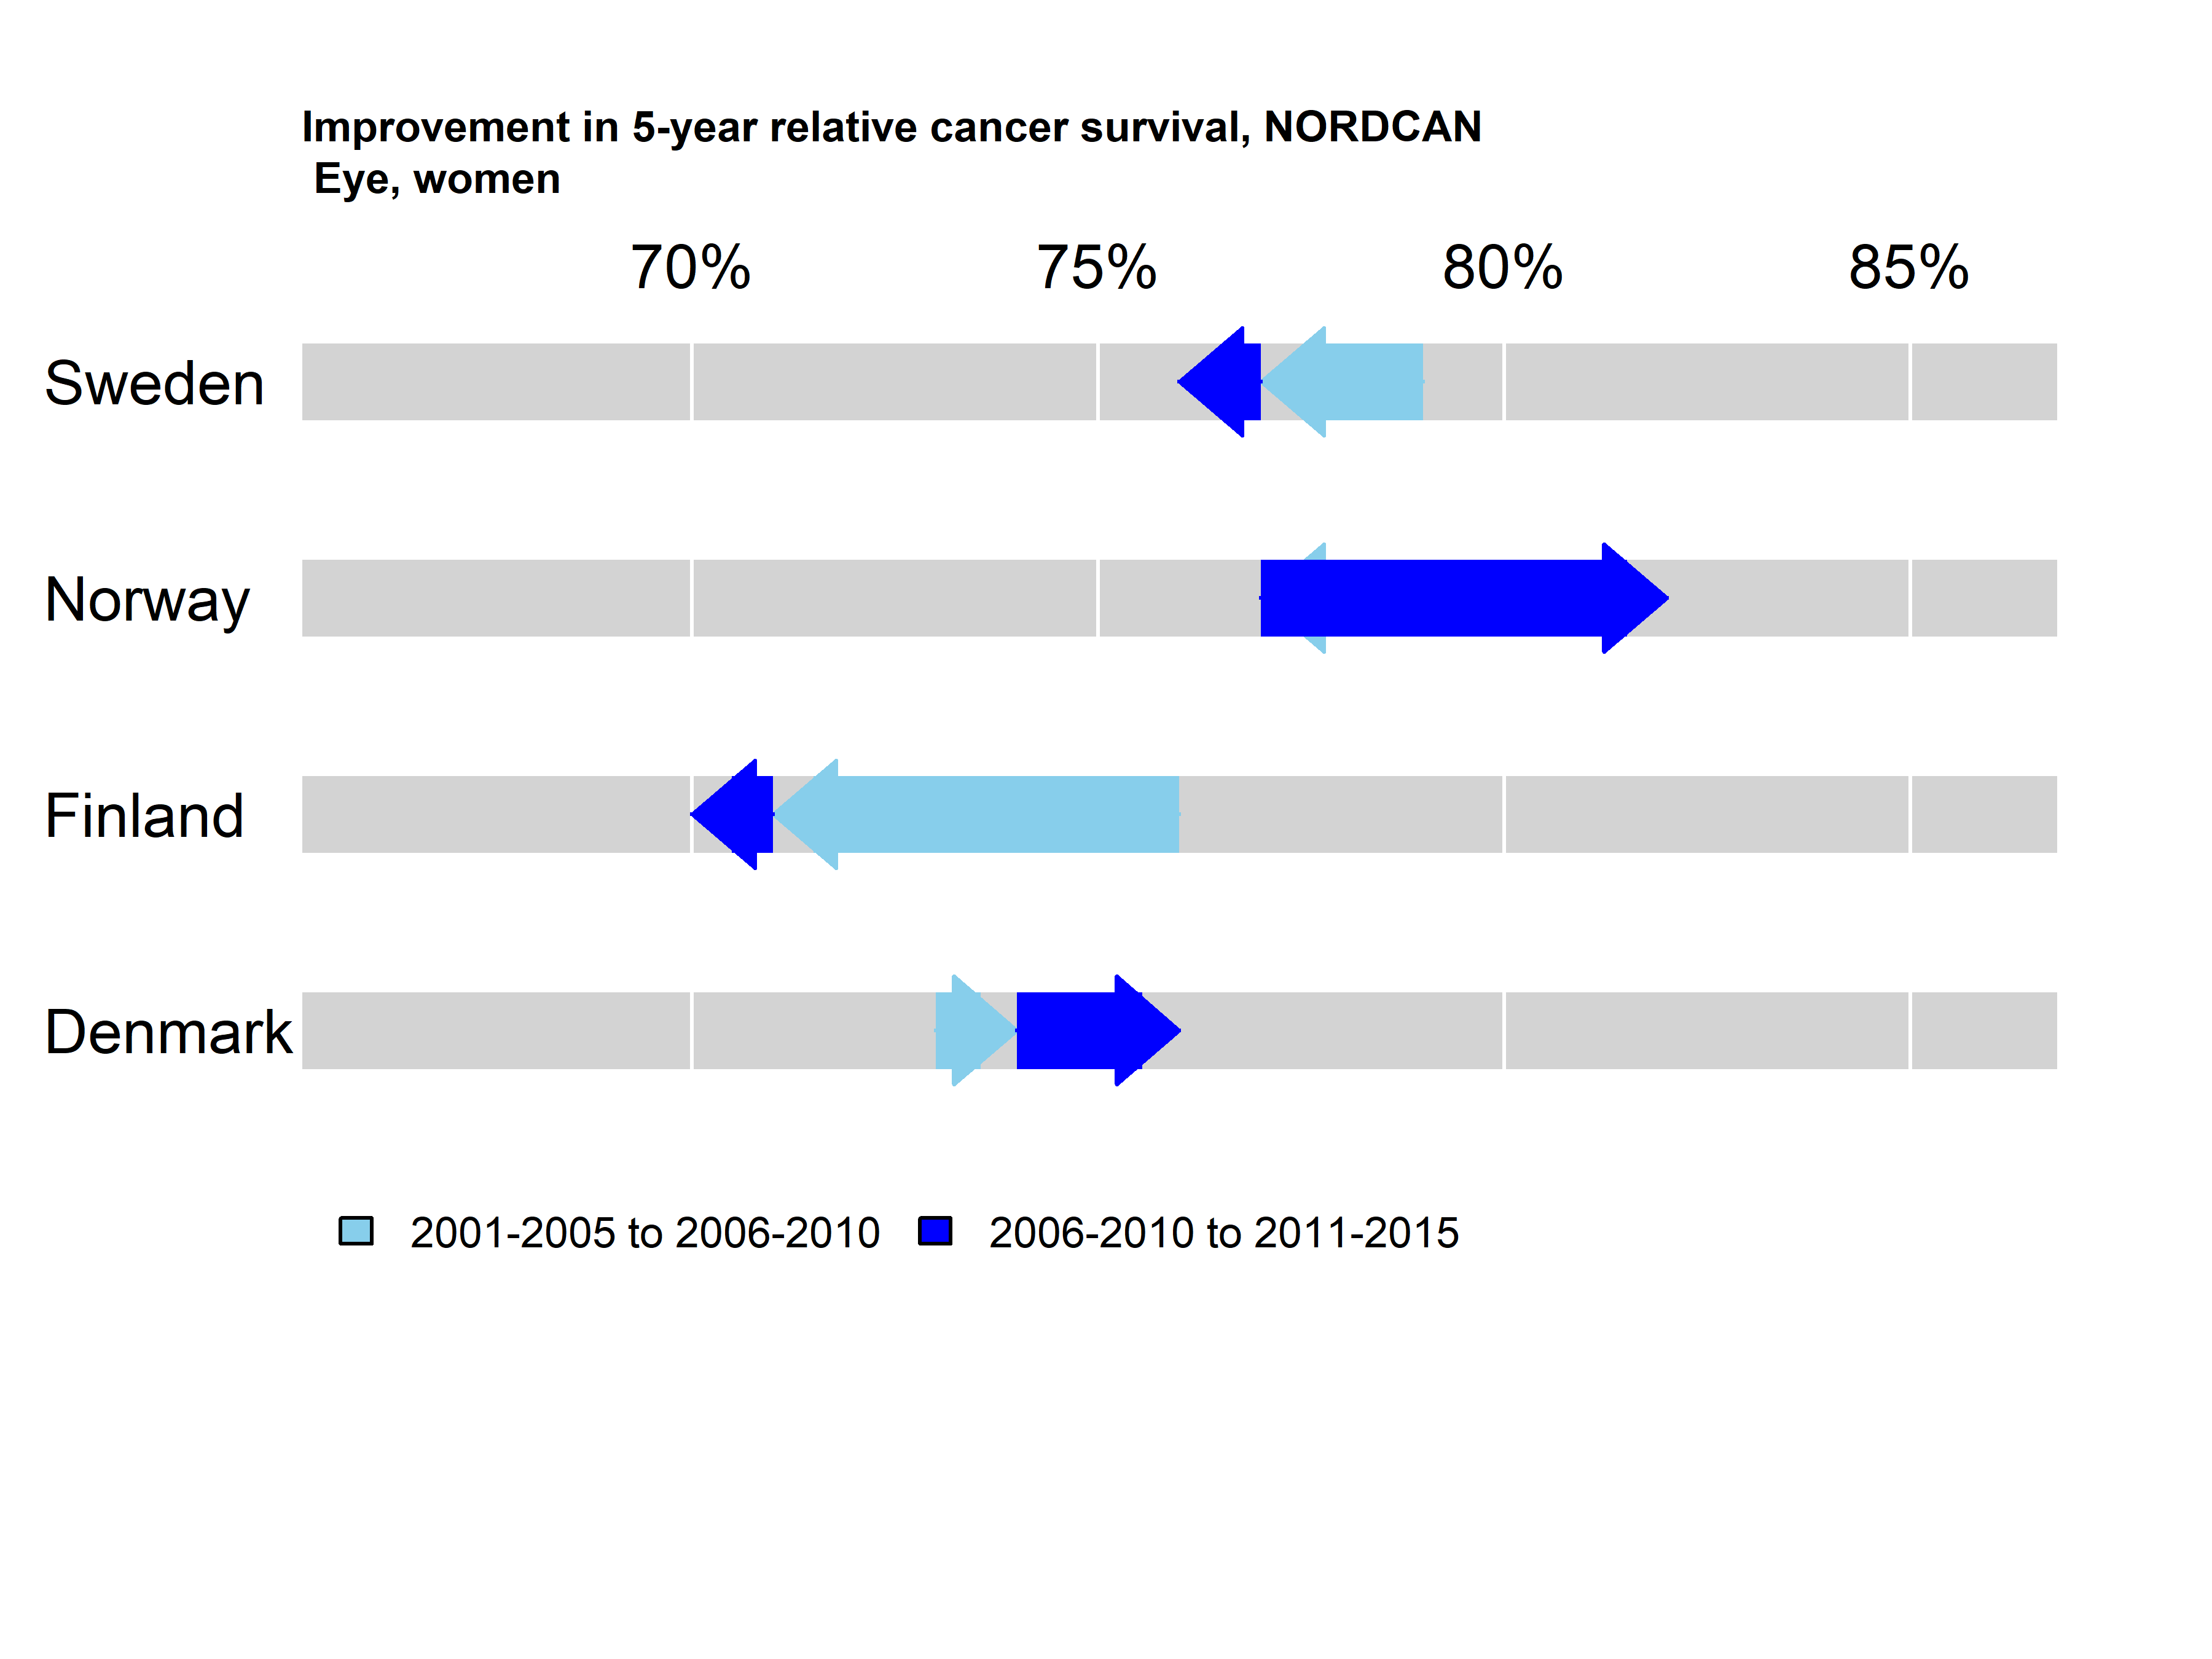 Improvement in 5-year relative cancer survival, NORDCAN
Eye, women
70% 75% 80% 85%
Sweden
Norway
Finland
Denmark
2001-2005 to 2006-2010 2006-2010 to 2011-2015